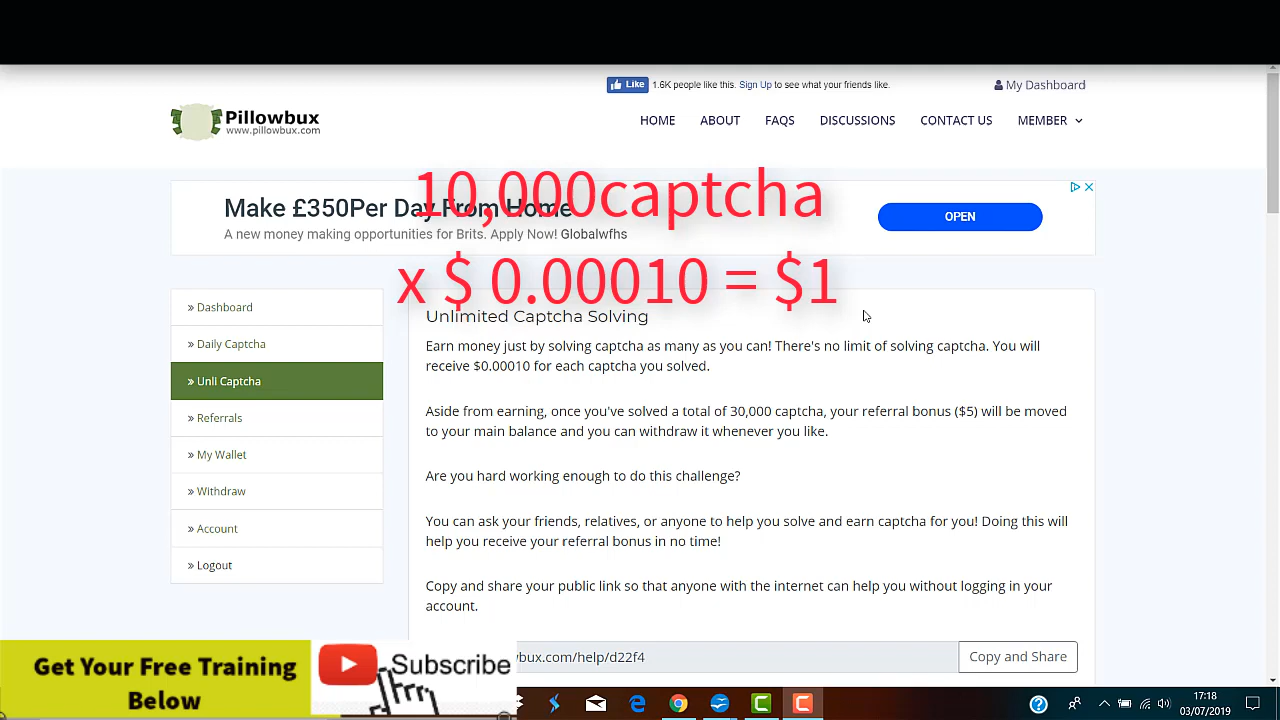 Like 1.6K people like this. Sign Up to see what your friends like.
My Dashboard
Pillowbux
www.pillowbux.com
HOME ABOUT FAQS DISCUSSIONS CONTACT US MEMBER
Make £350Per Day From Home
A new money making opportunities for Brits. Apply Now! Globalwfhs
OPEN
10,000captcha
x $ 0.00010 = $1
» Dashboard
» Daily Captcha
» Unli Captcha
» Referrals
» My Wallet
» Withdraw
» Account
» Logout
Unlimited Captcha Solving
Earn money just by solving captcha as many as you can! There's no limit of solving captcha. You will
receive $0.00010 for each captcha you solved.
Aside from earning, once you've solved a total of 30,000 captcha, your referral bonus ($5) will be moved
to your main balance and you can withdraw it whenever you like.
Are you hard working enough to do this challenge?
You can ask your friends, relatives, or anyone to help you solve and earn captcha for you! Doing this will
help you receive your referral bonus in no time!
Copy and share your public link so that anyone with the internet can help you without logging in your
account.
wbux.com/help/d22f4
Copy and Share
Get Your Free Training
Below
Subscribe
17:18
03/07/2019